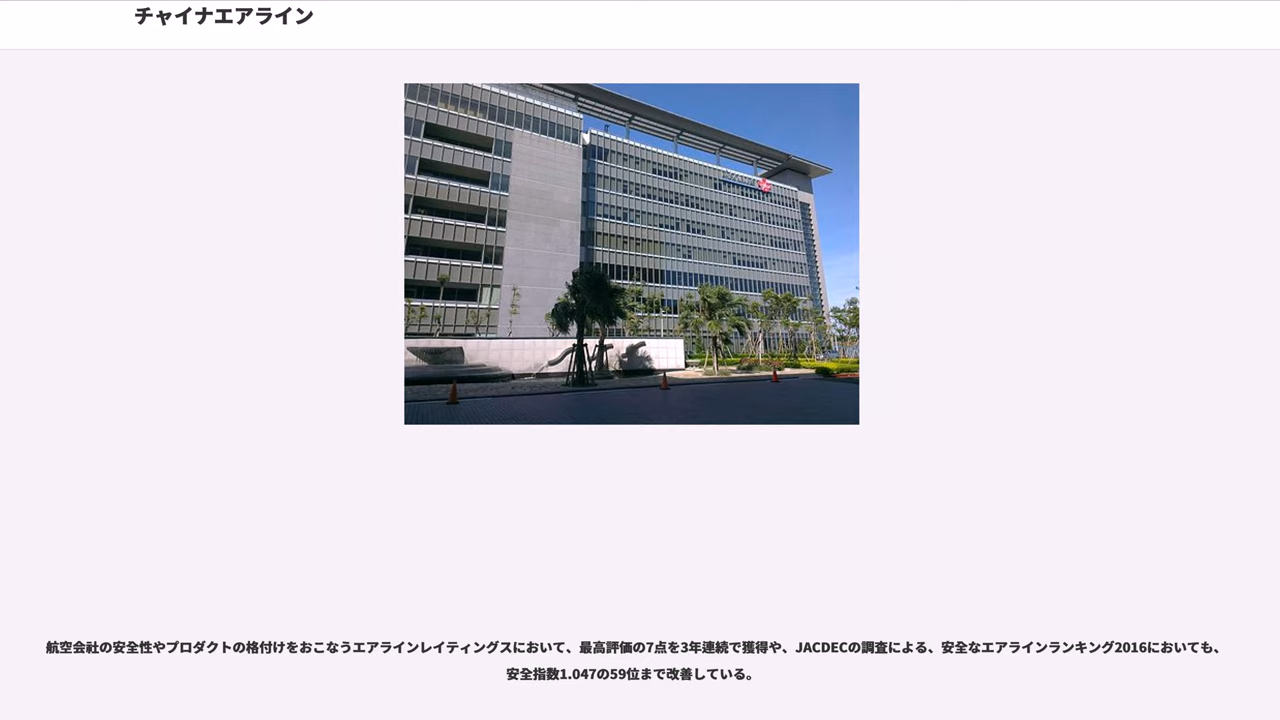 チャイナエアライン
航空会社の安全性やプロダクトの格付けをおこなうエアラインレイティングスにおいて、最高評価の7点を3年連続で獲得や、JACDECの調査による、安全なエアラインランキング2016においても、
安全指数1.047の59位まで改善している。